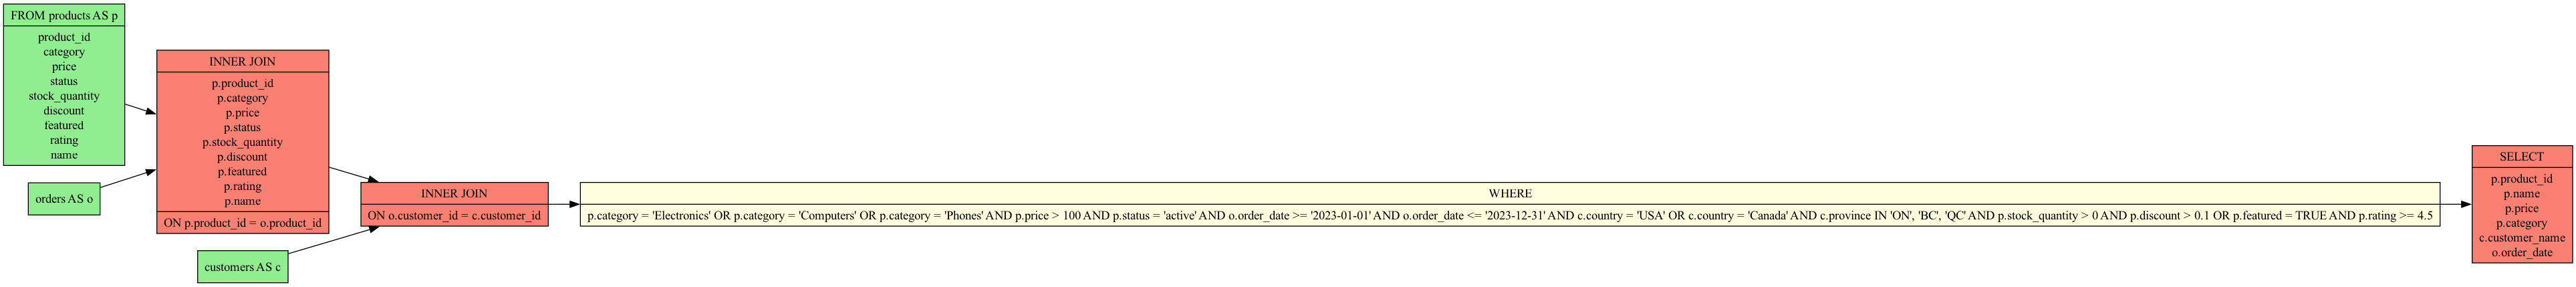 FROM products AS p
product_id
category
price
status
stock_quantity
discount
featured
rating
name
orders AS o
INNER JOIN
p.product_id
p.category
p.price
p.status
p.stock_quantity
p.discount
p.featured
p.rating
p.name
ON p.product_id = o.product_id
customers AS c
INNER JOIN
ON o.customer_id = c.customer_id
WHERE
p.category = 'Electronics' OR p.category = 'Computers' OR p.category = 'Phones' AND p.price > 100 AND p.status = 'active' AND o.order_date >= '2023-01-01' AND o.order_date <= '2023-12-31' AND c.country = 'USA' OR c.country = 'Canada' AND c.province IN 'ON', 'BC', 'QC' AND p.stock_quantity > 0 AND p.discount > 0.1 OR p.featured = TRUE AND p.rating >= 4.5
SELECT
p.product_id
p.name
p.price
p.category
c.customer_name
o.order_date